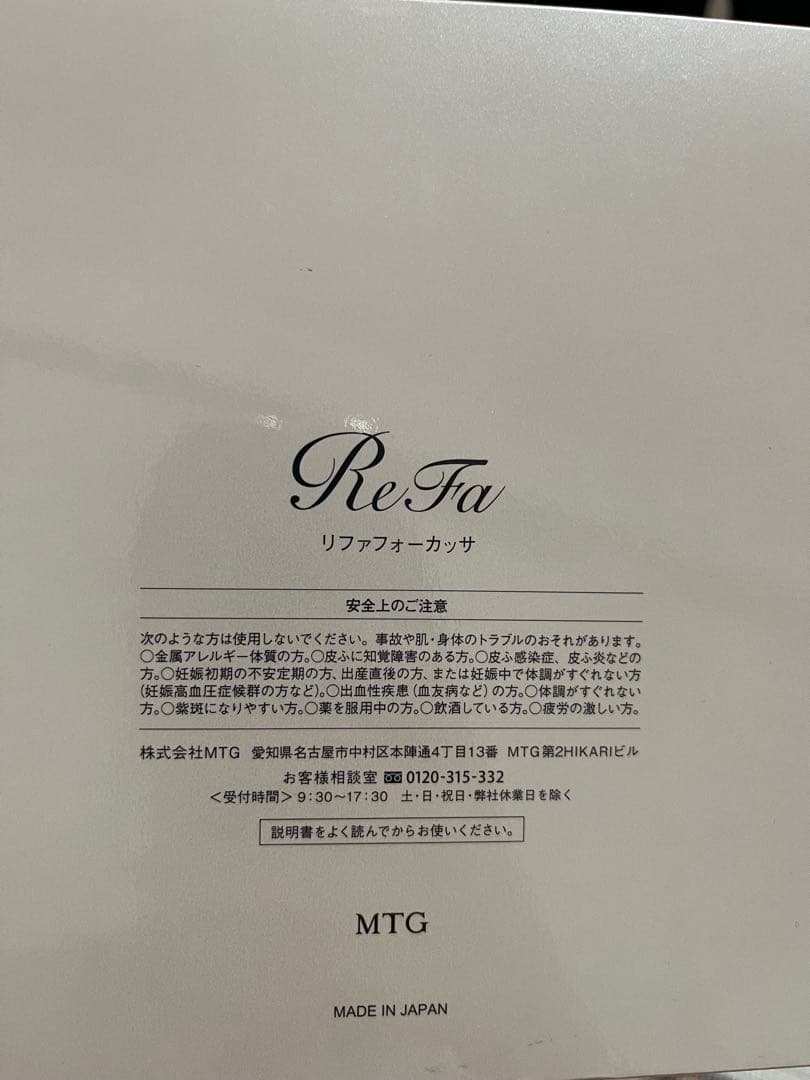 ReFa
リファフォーカッサ
安全上のご注意
次のような方は使用しないでください。事故や肌・身体のトラブルのおそれがあります。
○金属アレルギー体質の方。○皮ふに知覚障害のある方。○皮ふ感染症、皮ふ炎などの
方。○妊娠初期の不安定期の方、出産直後の方、または妊娠中で体調がすぐれない方
(妊娠高血圧症候群の方など)。○出血性疾患(血友病など)の方。○体調がすぐれない
方。○紫斑になりやすい方。○薬を服用中の方。○飲酒している方。○疲労の激しい方。
株式会社MTG 愛知県名古屋市中村区本陣通4丁目13番 MTG第2HIKARIビル
お客様相談室 0120-315-332
＜受付時間＞9:30〜17:30 土・日・祝日・弊社休業日を除く
説明書をよく読んでからお使いください。
MTG
MADE IN JAPAN